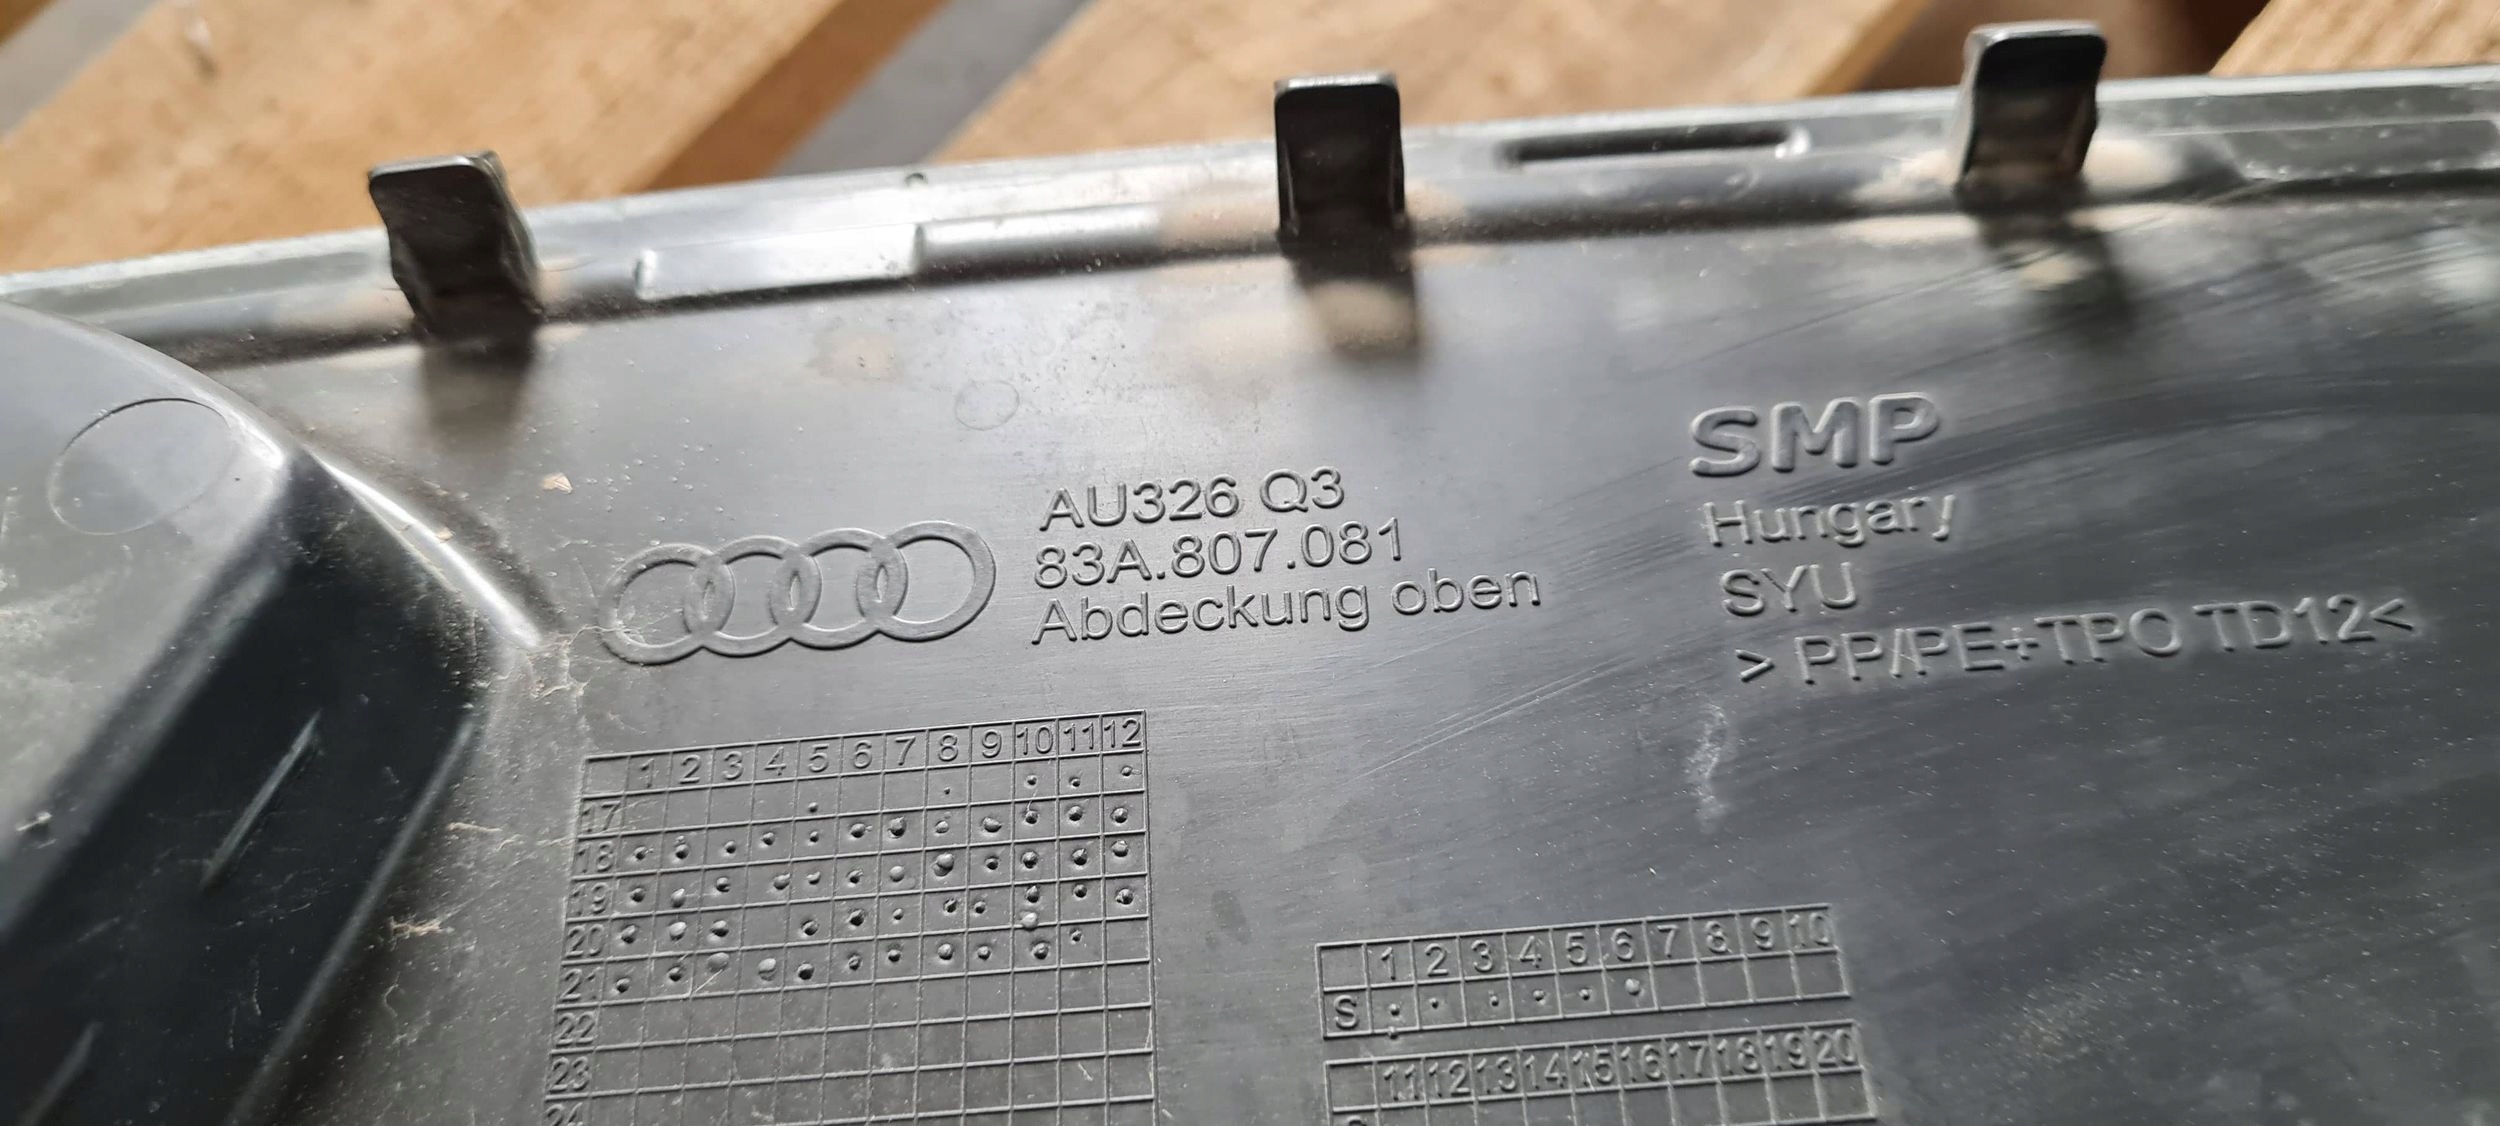 AU326 Q3
83A.807.081
Abdeckung oben
SMP
Hungary
SYU
> PP/PE+TPO TD12<
1 2 3 4 5 6 7 8 9 10 11 12
17
18
19
20
21
22
23
24
1 2 3 4 5 6 7 8 9 10
S
11 12 13 14 15 16 17 18 19 20